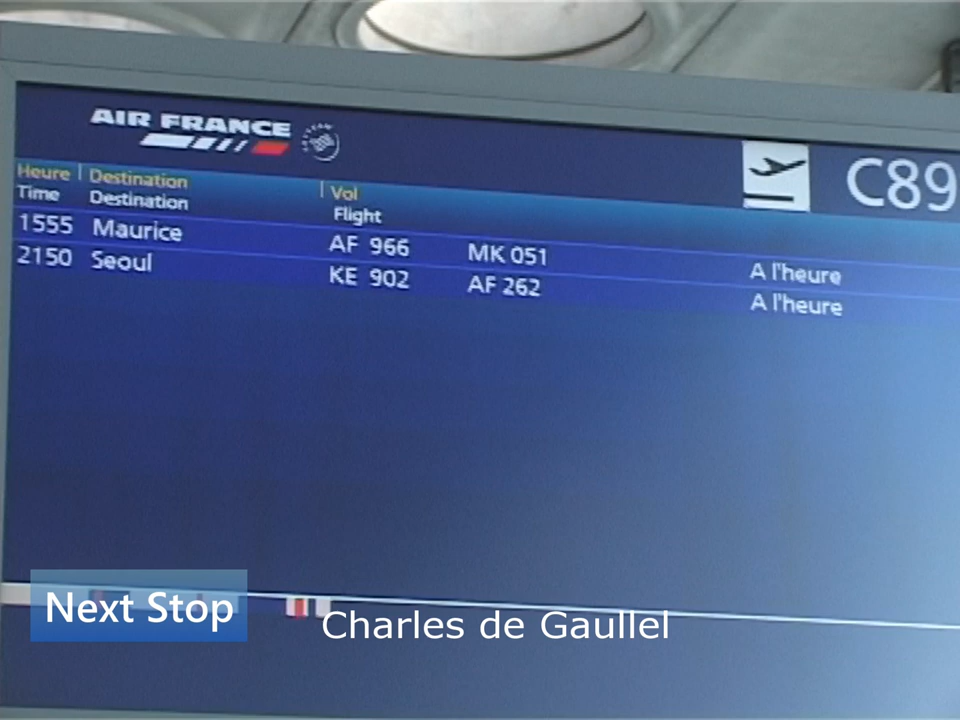 AIR FRANCE
C89
Heure Destination Vol
Time Destination Flight
1555 Maurice AF 966 MK 051 A l'heure
2150 Seoul KE 902 AF 262 A l'heure
Next Stop Charles de Gaullel